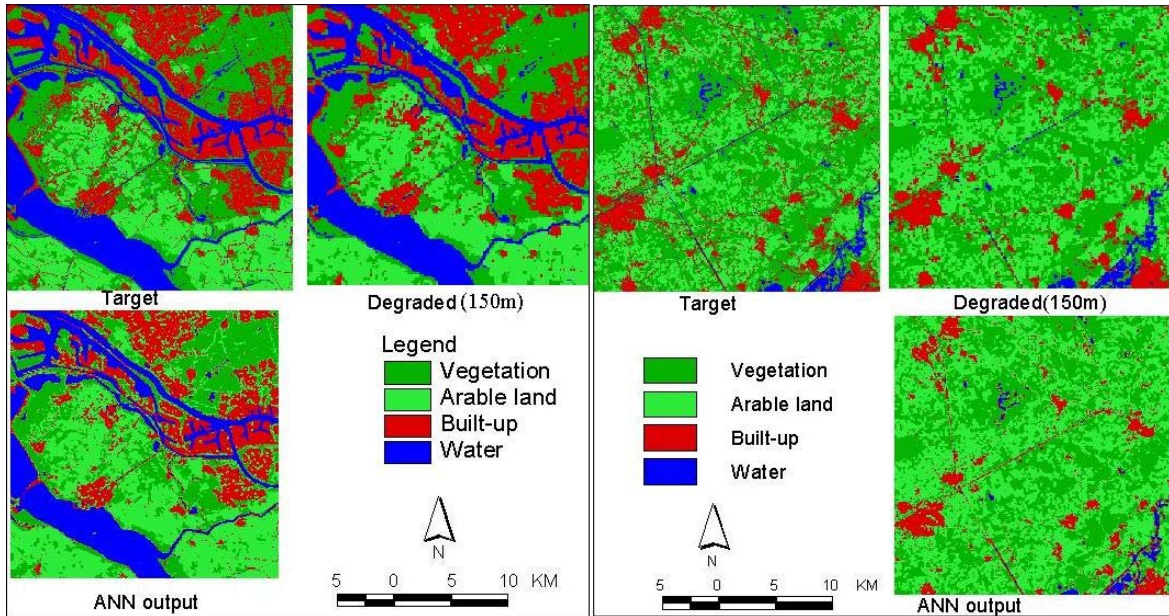 Target
Degraded (150m)
Legend
Vegetation
Arable land
Built-up
Water
N
5 0 5 10 KM
ANN output
Target
Degraded(150m)
Vegetation
Arable land
Built-up
Water
N
5 0 5 10 KM
ANN output